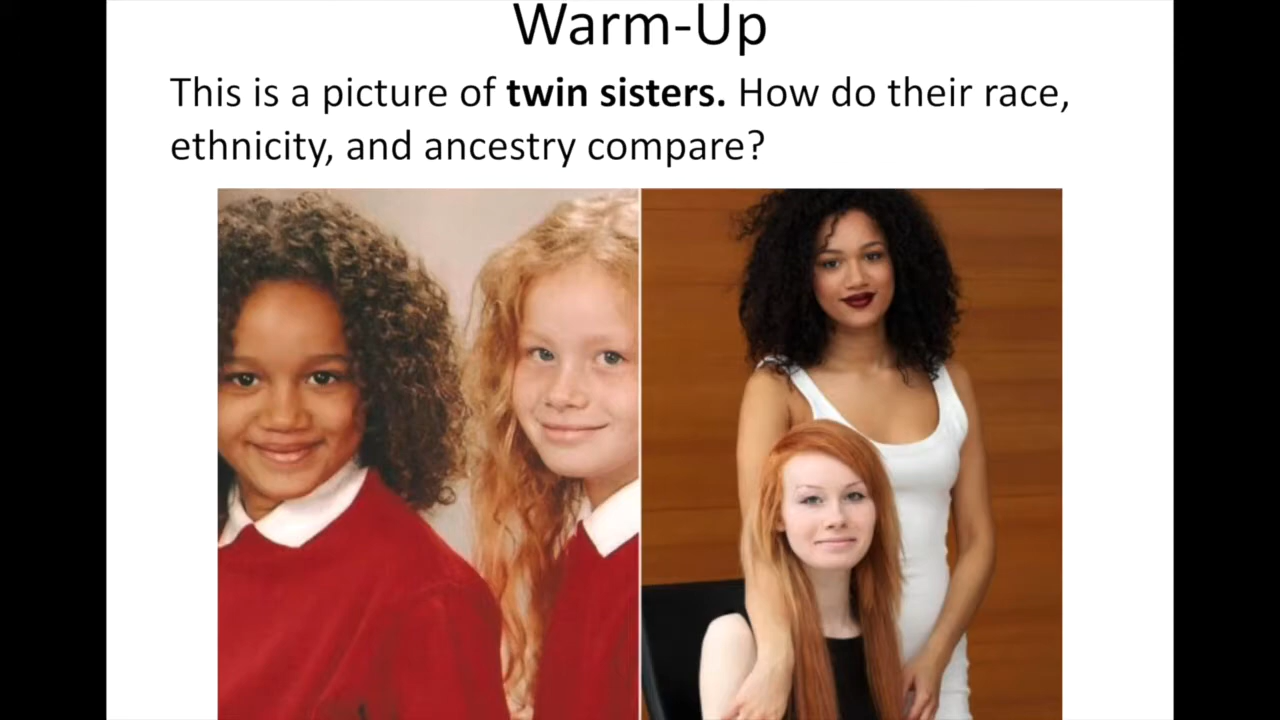 Warm-Up
This is a picture of twin sisters. How do their race,
ethnicity, and ancestry compare?